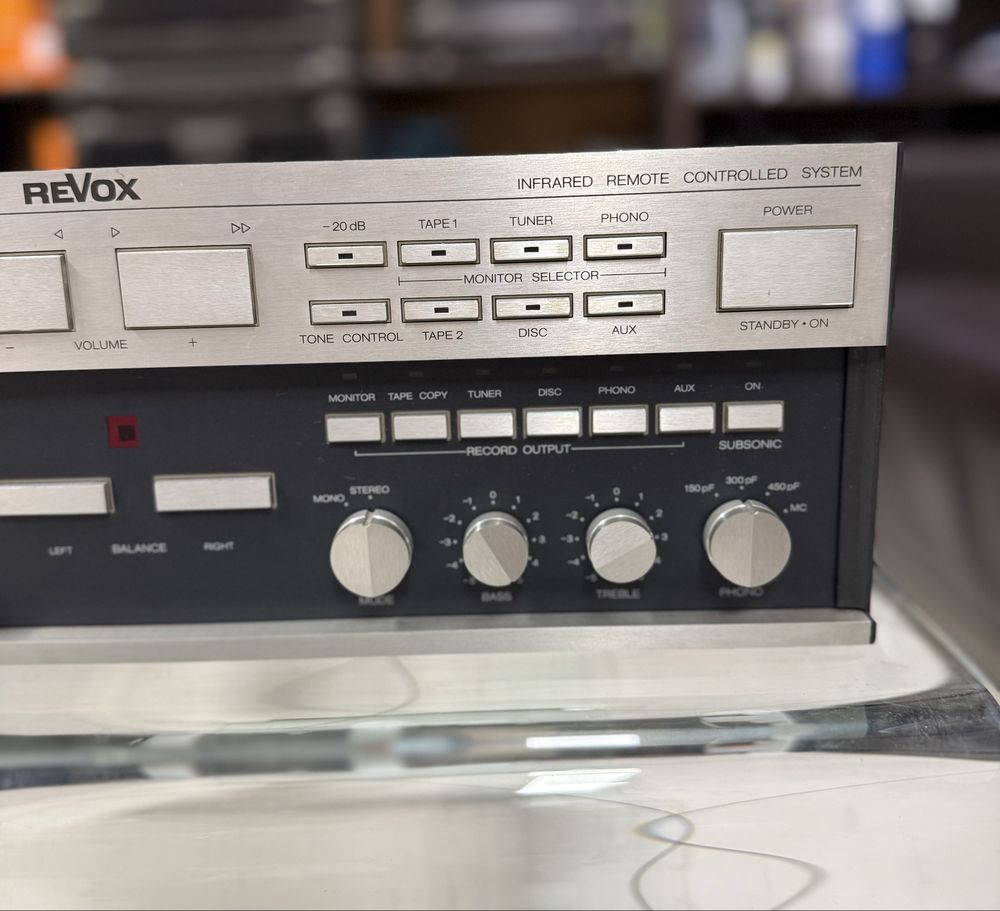 REVOX
INFRARED REMOTE CONTROLLED SYSTEM
-20 dB TAPE 1 TUNER PHONO POWER
MONITOR SELECTOR
TONE CONTROL TAPE 2 DISC AUX STANDBY • ON
- VOLUME +
MONITOR TAPE COPY TUNER DISC PHONO AUX ON
RECORD OUTPUT SUBSONIC
MONO STEREO
-4 -3 -2 -1 0 1 2 3 4
-4 -3 -2 -1 0 1 2 3 4
150 pF 300 pF 450 pF MC
LEFT BALANCE RIGHT
MODE BASS TREBLE PHONO